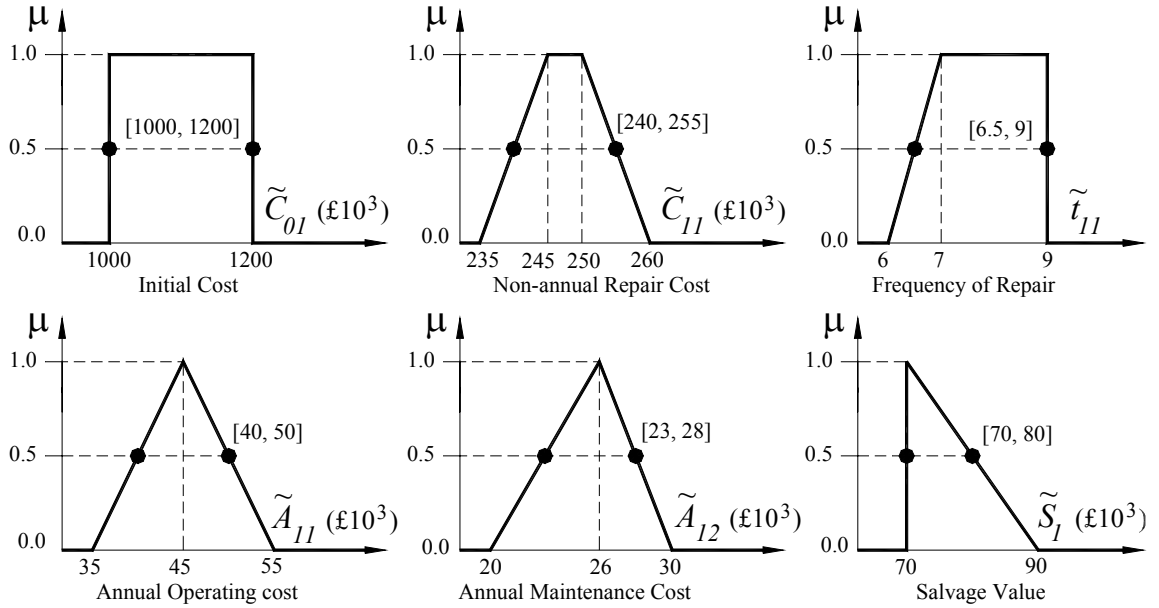 μ
1.0
[1000, 1200]
0.5
C̃₀₁ (£10³)
0.0
1000 1200
Initial Cost
μ
1.0
[240, 255]
0.5
C̃₁₁ (£10³)
0.0
235 245 250 260
Non-annual Repair Cost
μ
1.0
[6.5, 9]
0.5
t̃₁₁
0.0
6 7 9
Frequency of Repair
μ
1.0
[40, 50]
0.5
Ã₁₁ (£10³)
0.0
35 45 55
Annual Operating cost
μ
1.0
[23, 28]
0.5
Ã₁₂ (£10³)
0.0
20 26 30
Annual Maintenance Cost
μ
1.0
[70, 80]
0.5
S̃₁ (£10³)
0.0
70 90
Salvage Value